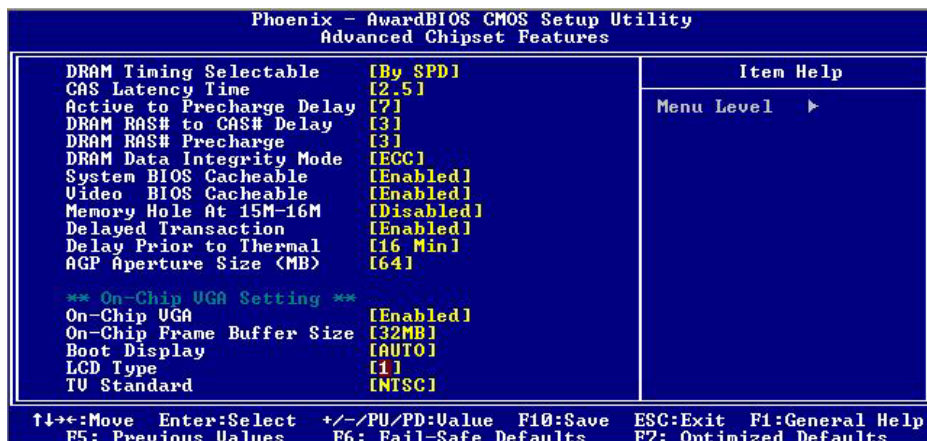 Phoenix - AwardBIOS CMOS Setup Utility
Advanced Chipset Features
DRAM Timing Selectable [By SPD]
CAS Latency Time [2.5]
Active to Precharge Delay [7]
DRAM RAS# to CAS# Delay [3]
DRAM RAS# Precharge [3]
DRAM Data Integrity Mode [ECC]
System BIOS Cacheable [Enabled]
Video BIOS Cacheable [Enabled]
Memory Hole At 15M-16M [Disabled]
Delayed Transaction [Enabled]
Delay Prior to Thermal [16 Min]
AGP Aperture Size (MB) [64]
** On-Chip VGA Setting **
On-Chip VGA [Enabled]
On-Chip Frame Buffer Size [32MB]
Boot Display [AUTO]
LCD Type [1]
TV Standard [NTSC]
Item Help
Menu Level ▶
↑↓→←:Move Enter:Select +/-/PU/PD:Value F10:Save ESC:Exit F1:General Help
F5: Previous Values F6: Fail-Safe Defaults F7: Optimized Defaults